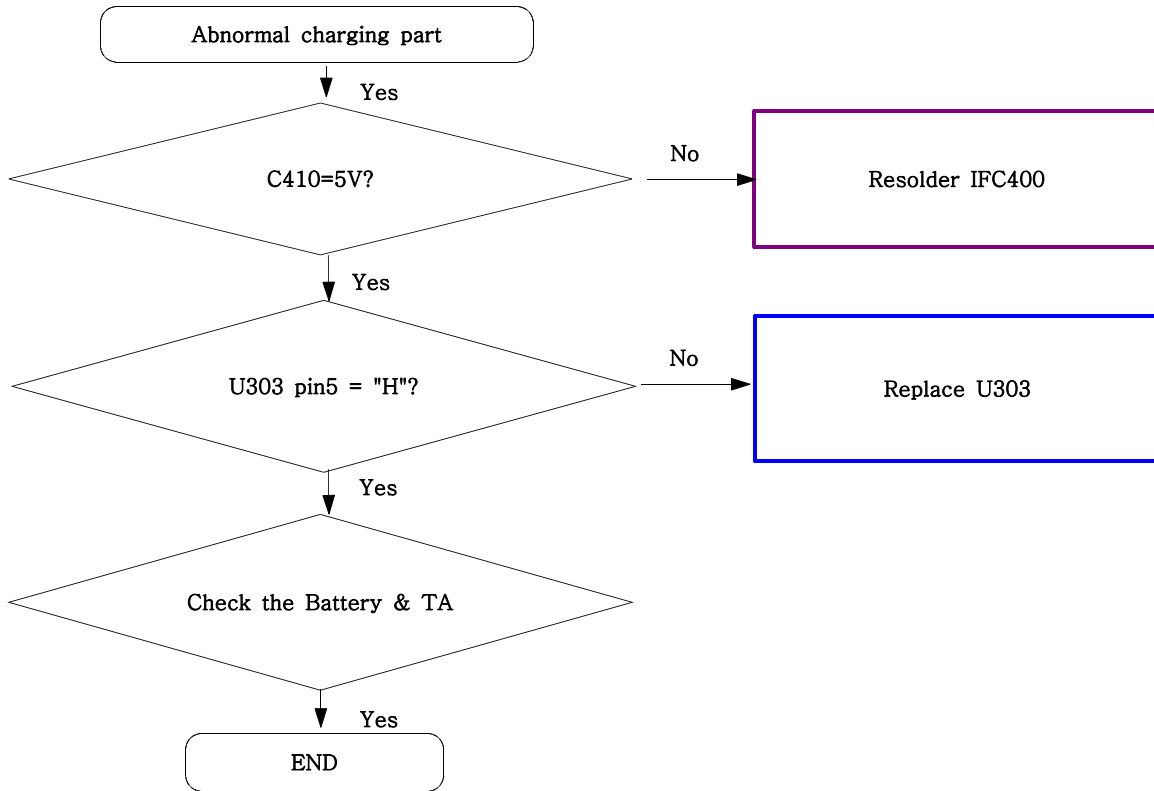 Abnormal charging part
Yes
C410=5V?
No
Resolder IFC400
Yes
U303 pin5 = "H"?
No
Replace U303
Yes
Check the Battery & TA
Yes
END